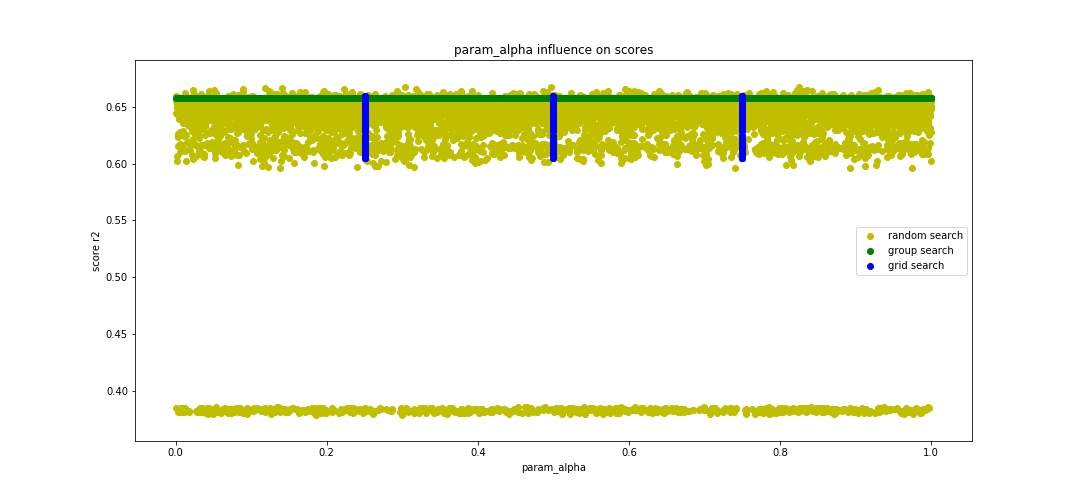 param_alpha influence on scores
score r2
0.65
0.60
0.55
0.50
0.45
0.40
random search
group search
grid search
0.0 0.2 0.4 0.6 0.8 1.0
param_alpha